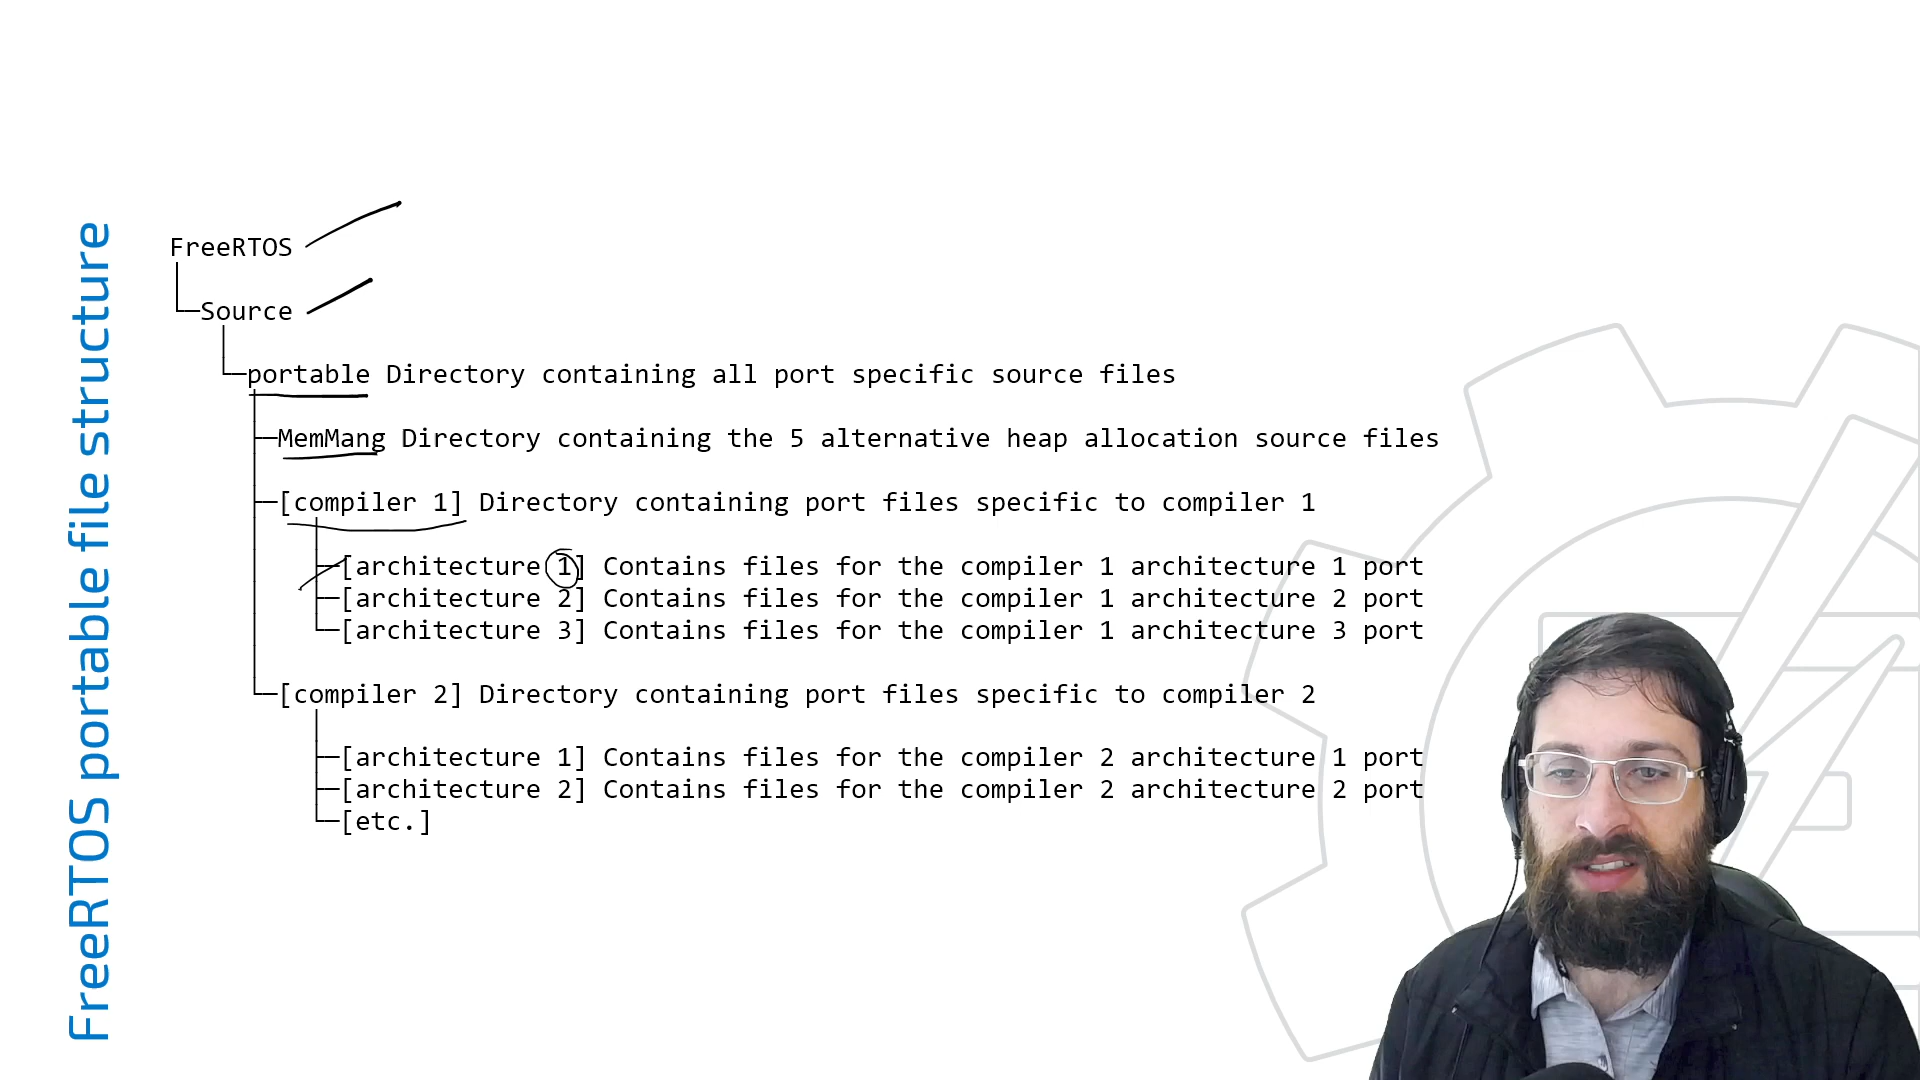 FreeRTOS portable file structure
FreeRTOS
Source
portable Directory containing all port specific source files
MemMang Directory containing the 5 alternative heap allocation source files
[compiler 1] Directory containing port files specific to compiler 1
[architecture 1] Contains files for the compiler 1 architecture 1 port
[architecture 2] Contains files for the compiler 1 architecture 2 port
[architecture 3] Contains files for the compiler 1 architecture 3 port
[compiler 2] Directory containing port files specific to compiler 2
[architecture 1] Contains files for the compiler 2 architecture 1 port
[architecture 2] Contains files for the compiler 2 architecture 2 port
[etc.]